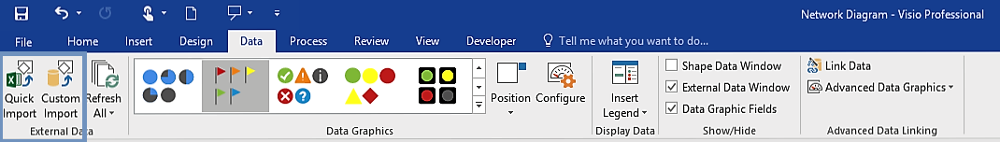 Network Diagram - Visio Professional
File Home Insert Design Data Process Review View Developer Tell me what you want to do...
Quick Import
Custom Import
Refresh All
External Data
Data Graphics
Position
Configure
Insert Legend
Display Data
Shape Data Window
External Data Window
Data Graphic Fields
Show/Hide
Link Data
Advanced Data Graphics
Advanced Data Linking